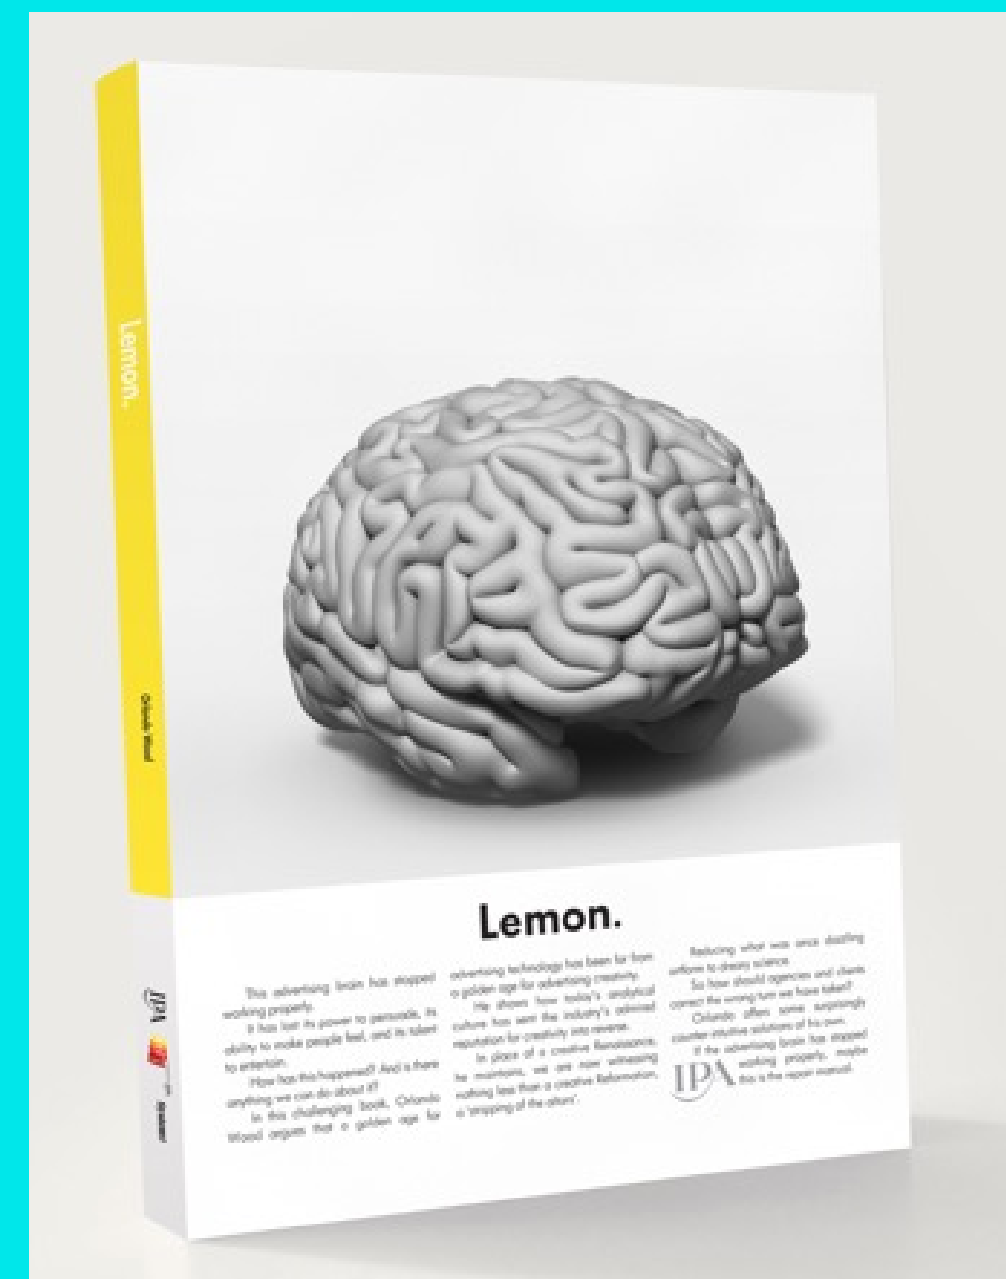 Lemon.
Orlando Wood
IPA
Lemon.
This advertising brain has stopped
working properly.
It has lost its power to persuade, its
ability to make people feel, and its talent
to entertain.
How has this happened? And is there
anything we can do about it?
In this challenging book, Orlando
Wood argues that a golden age for
advertising technology has been far from
a golden age for advertising creativity.
He shows how today's analytical
culture has sent the industry's admired
reputation for creativity into reverse.
In place of a creative Renaissance,
he maintains, we are now witnessing
nothing less than a creative Reformation,
a 'stripping of the altars'.
Reducing what was once dazzling
artform to dreary science.
So how should agencies and clients
correct the wrong turn we have taken?
Orlando offers some surprisingly
counter-intuitive solutions of his own.
If the advertising brain has stopped
working properly, maybe
this is the repair manual.
IPA